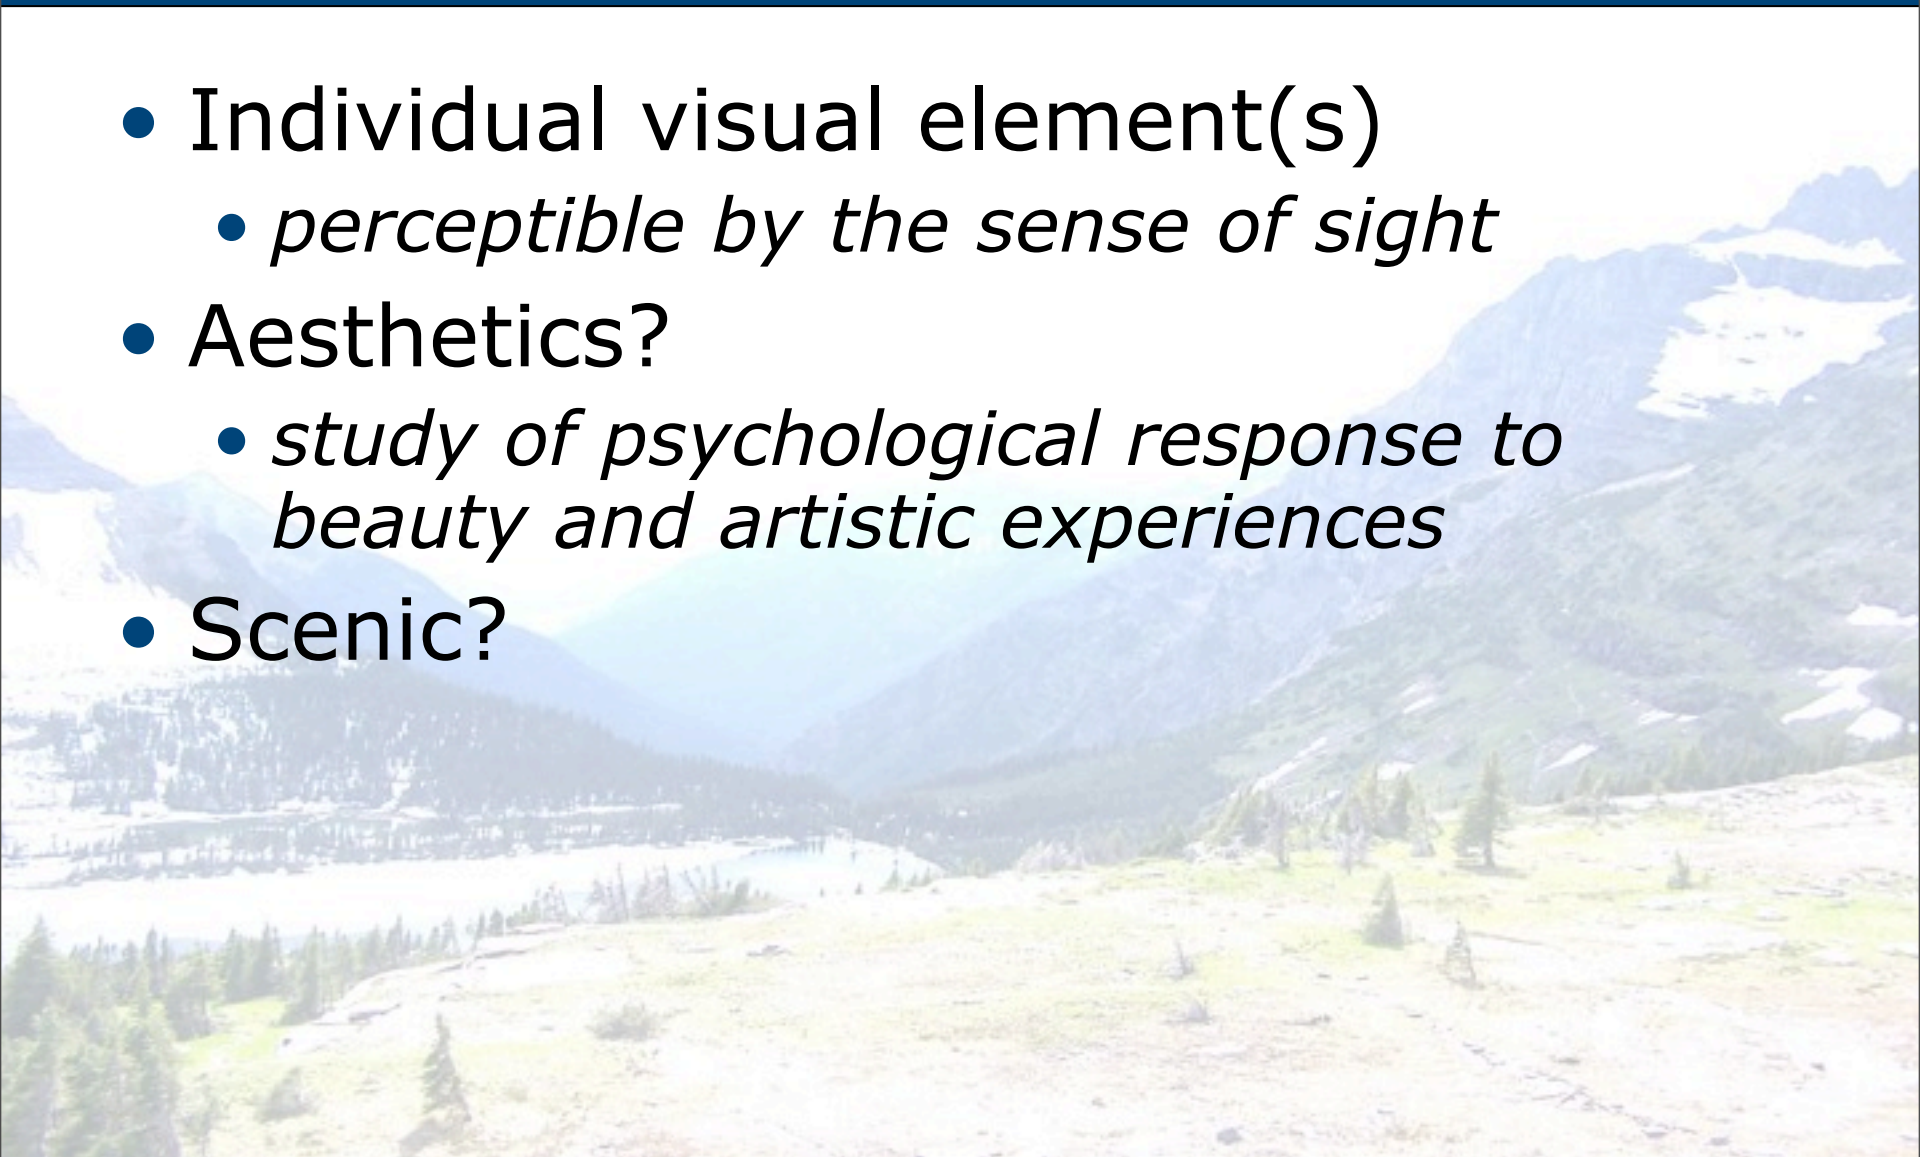 • Individual visual element(s)
• perceptible by the sense of sight
• Aesthetics?
• study of psychological response to
beauty and artistic experiences
• Scenic?